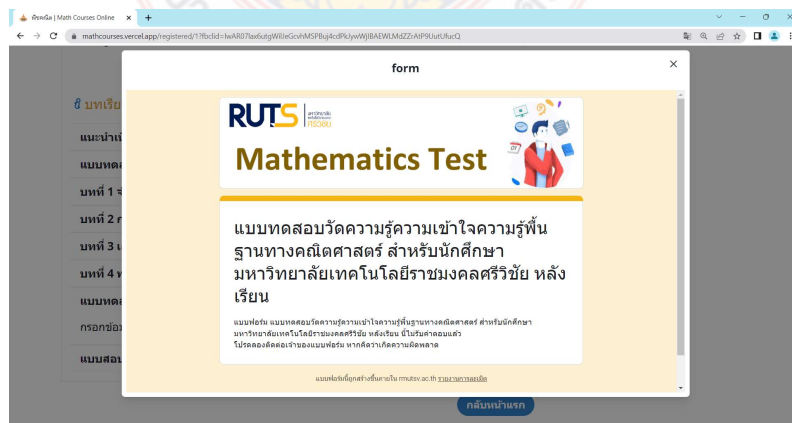 พีชคณิต | Math Courses Online
mathcourses.vercel.app/registered/1?fbclid=IwAR07Iax6utgWilJeGcvhMSPBuj4cdPkJywWjIBAEWLMdZZrAtP9UutUfucQ
form
บทเรีย
แนะนำเนื
แบบทดส
บทที่ 1 จ
บทที่ 2 ก
บทที่ 3 เ
บทที่ 4 ท
แบบทดส
กรอกข้อม
แบบสอบ
RUTS
Mathematics Test
แบบทดสอบวัดความรู้ความเข้าใจความรู้พื้น
ฐานทางคณิตศาสตร์ สำหรับนักศึกษา
มหาวิทยาลัยเทคโนโลยีราชมงคลศรีวิชัย หลัง
เรียน
แบบฟอร์ม แบบทดสอบวัดความรู้ความเข้าใจความรู้พื้นฐานทางคณิตศาสตร์ สำหรับนักศึกษา
มหาวิทยาลัยเทคโนโลยีราชมงคลศรีวิชัย หลังเรียน นี้ไม่รับคำตอบแล้ว
โปรดลองติดต่อเจ้าของแบบฟอร์ม หากคิดว่าเกิดความผิดพลาด
แบบฟอร์มนี้ถูกสร้างขึ้นภายใน rmutsv.ac.th รายงานการละเมิด
กลับหน้าแรก